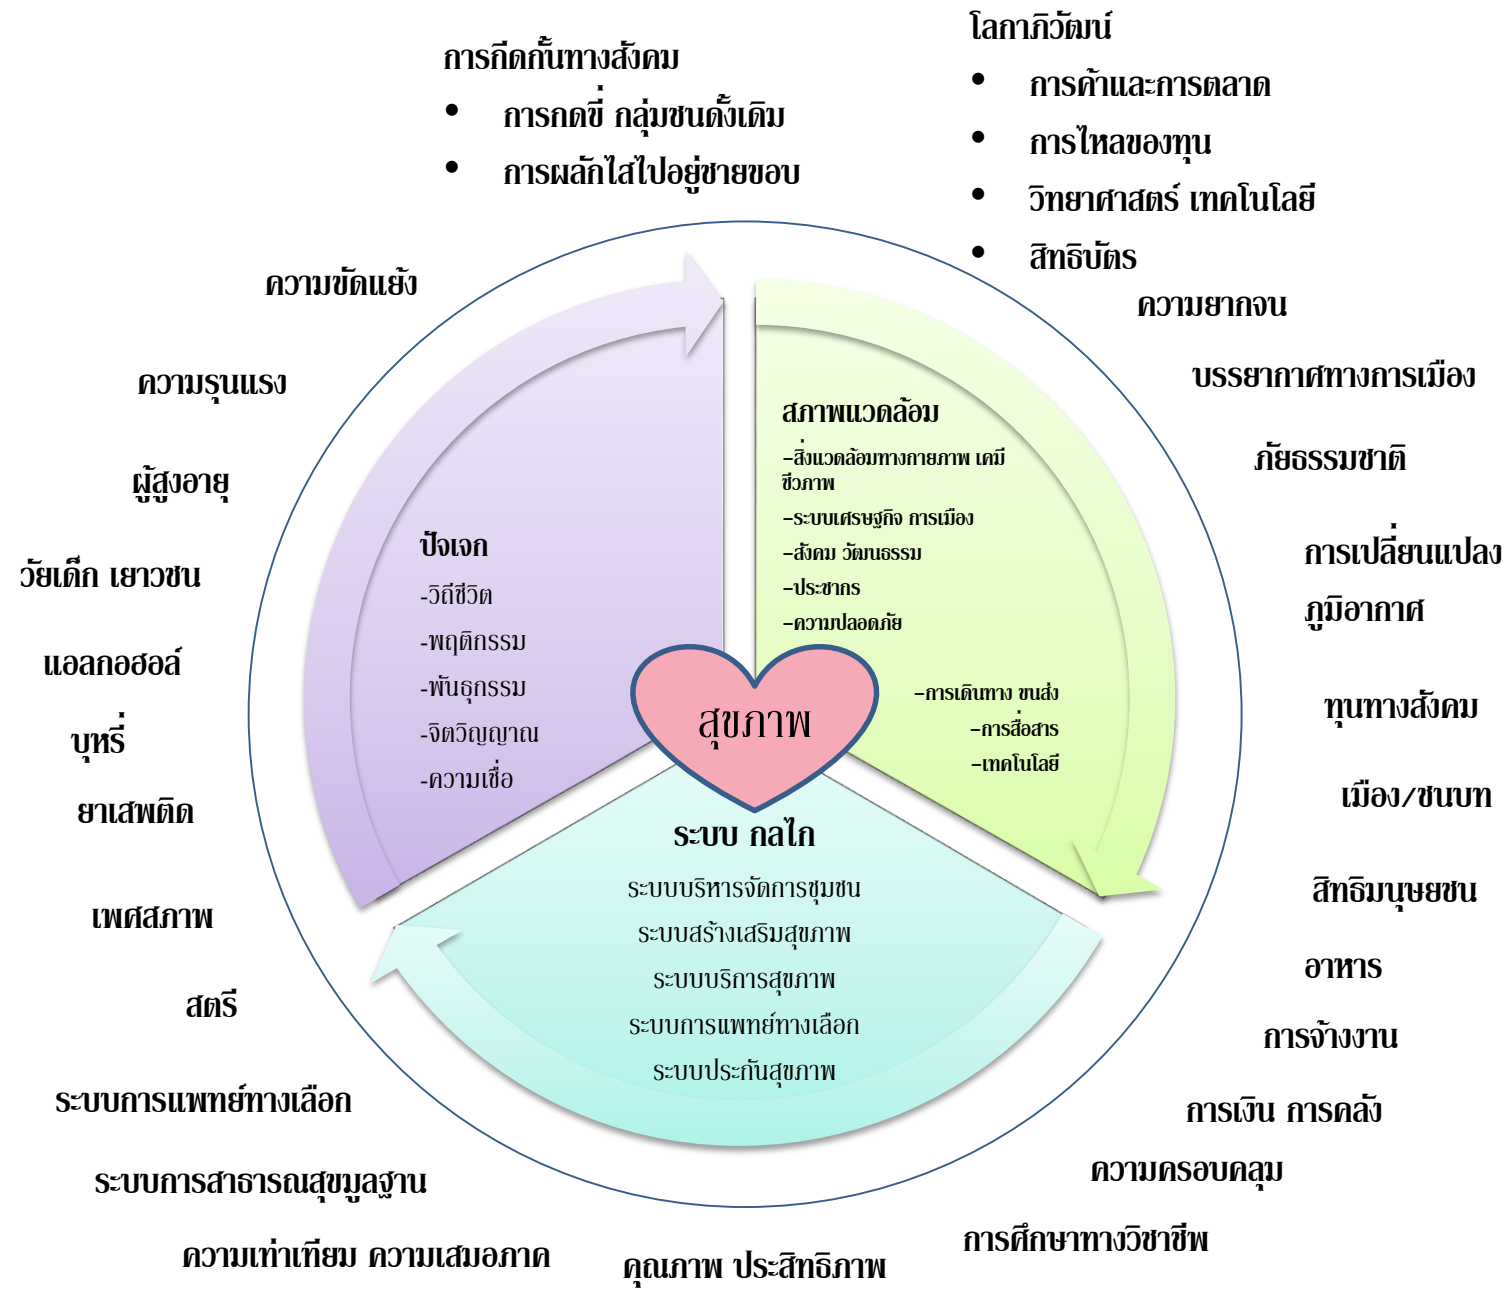 การกีดกั้นทางสังคม
• การกดขี่ กลุ่มชนดั้งเดิม
• การผลักไสไปอยู่ชายขอบ
โลกาภิวัฒน์
• การค้าและการตลาด
• การไหลของทุน
• วิทยาศาสตร์ เทคโนโลยี
• สิทธิบัตร
ความยากจน
บรรยากาศทางการเมือง
ภัยธรรมชาติ
การเปลี่ยนแปลง
ภูมิอากาศ
ทุนทางสังคม
เมือง/ชนบท
สิทธิมนุษยชน
อาหาร
การจ้างงาน
การเงิน การคลัง
ความครอบคลุม
การศึกษาทางวิชาชีพ
คุณภาพ ประสิทธิภาพ
ความเท่าเทียม ความเสมอภาค
ระบบการสาธารณสุขมูลฐาน
ระบบการแพทย์ทางเลือก
สตรี
เพศสภาพ
ยาเสพติด
บุหรี่
แอลกอฮอล์
วัยเด็ก เยาวชน
ผู้สูงอายุ
ความรุนแรง
ความขัดแย้ง
สภาพแวดล้อม
-สิ่งแวดล้อมทางกายภาพ เคมี
ชีวภาพ
-ระบบเศรษฐกิจ การเมือง
-สังคม วัฒนธรรม
-ประชากร
-ความปลอดภัย
-การเดินทาง ขนส่ง
-การสื่อสาร
-เทคโนโลยี
ปัจเจก
-วิถีชีวิต
-พฤติกรรม
-พันธุกรรม
-จิตวิญญาณ
-ความเชื่อ
สุขภาพ
ระบบ กลไก
ระบบบริหารจัดการชุมชน
ระบบสร้างเสริมสุขภาพ
ระบบบริการสุขภาพ
ระบบการแพทย์ทางเลือก
ระบบประกันสุขภาพ